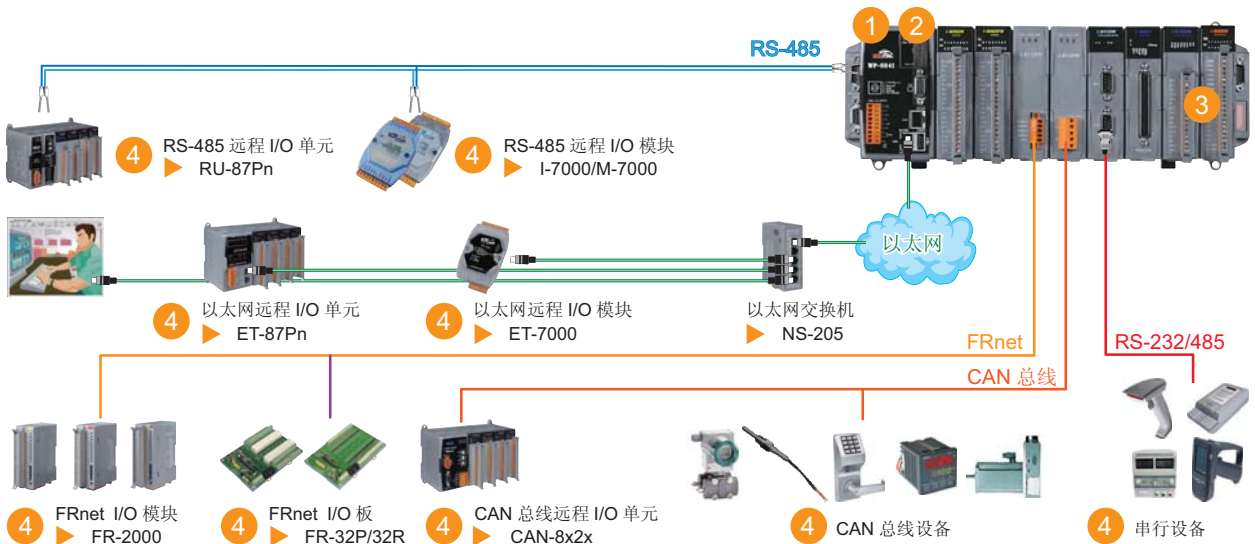 1
2
RS-485
WP-8841
3
4
RS-485 远程 I/O 单元
RU-87Pn
4
RS-485 远程 I/O 模块
I-7000/M-7000
以太网
4
以太网远程 I/O 单元
ET-87Pn
4
以太网远程 I/O 模块
ET-7000
以太网交换机
NS-205
FRnet
RS-232/485
CAN 总线
4
FRnet I/O 模块
FR-2000
4
FRnet I/O 板
FR-32P/32R
4
CAN 总线远程 I/O 单元
CAN-8x2x
4
CAN 总线设备
4
串行设备